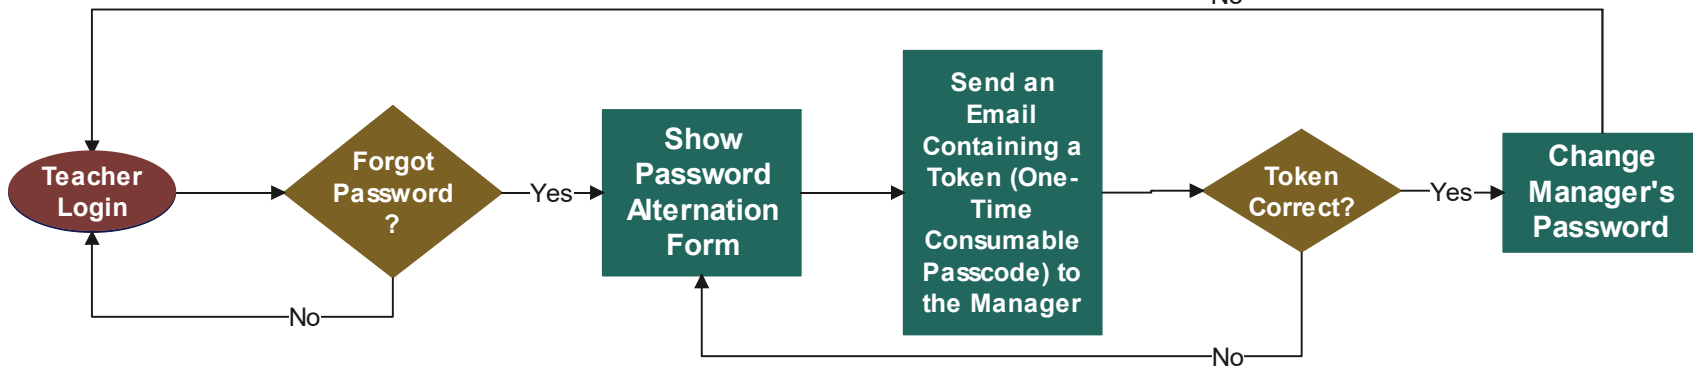 No
Teacher
Login
Forgot
Password
?
Yes
Show
Password
Alternation
Form
Send an
Email
Containing a
Token (One-
Time
Consumable
Passcode) to
the Manager
Token
Correct?
Yes
Change
Manager's
Password
No
No